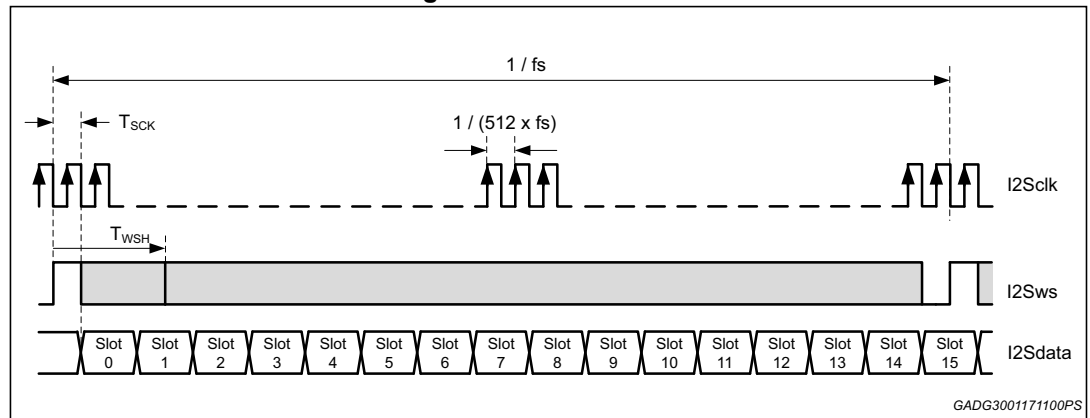 g
1 / fs
TSCK
1 / (512 x fs)
I2Sclk
TWSH
I2Sws
Slot 0 Slot 1 Slot 2 Slot 3 Slot 4 Slot 5 Slot 6 Slot 7 Slot 8 Slot 9 Slot 10 Slot 11 Slot 12 Slot 13 Slot 14 Slot 15 I2Sdata
GADG3001171100PS